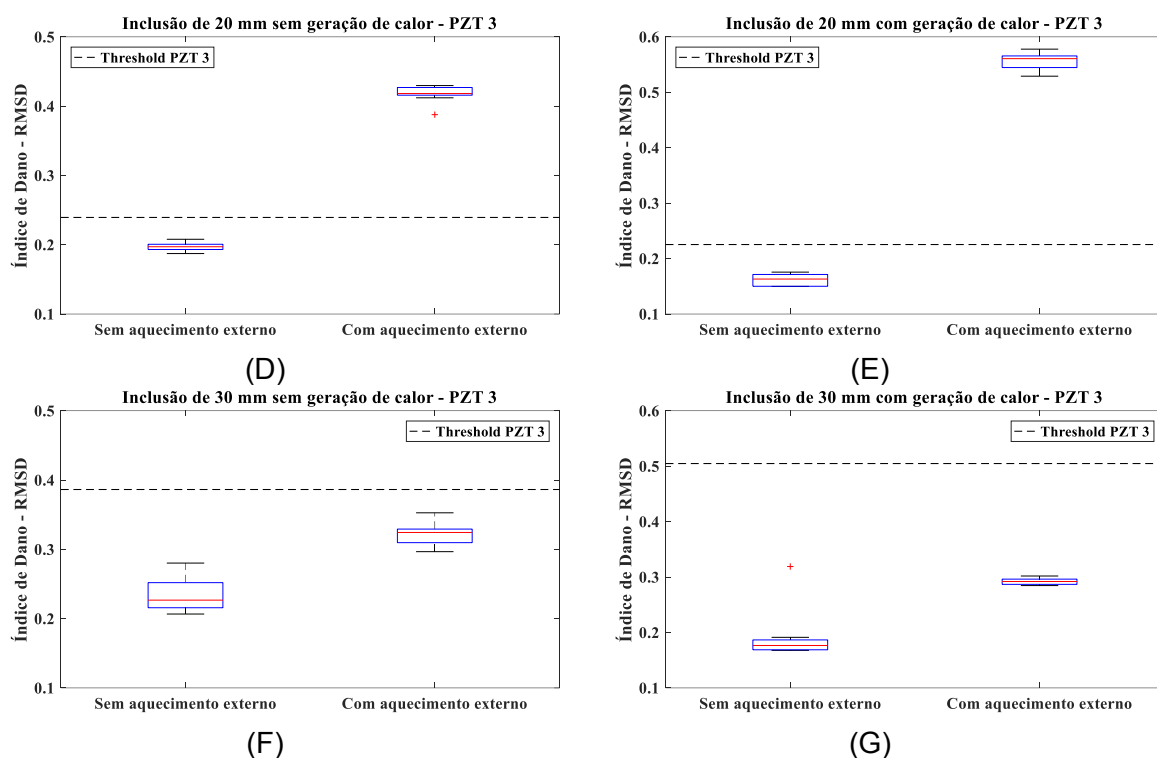 Inclusão de 20 mm sem geração de calor - PZT 3
0.5
0.4
0.3
0.2
0.1
Índice de Dano - RMSD
Threshold PZT 3
Sem aquecimento externo
Com aquecimento externo
(D)
Inclusão de 20 mm com geração de calor - PZT 3
0.6
0.5
0.4
0.3
0.2
0.1
Índice de Dano - RMSD
Threshold PZT 3
Sem aquecimento externo
Com aquecimento externo
(E)
Inclusão de 30 mm sem geração de calor - PZT 3
0.5
0.4
0.3
0.2
0.1
Índice de Dano - RMSD
Threshold PZT 3
Sem aquecimento externo
Com aquecimento externo
(F)
Inclusão de 30 mm com geração de calor - PZT 3
0.6
0.5
0.4
0.3
0.2
0.1
Índice de Dano - RMSD
Threshold PZT 3
Sem aquecimento externo
Com aquecimento externo
(G)